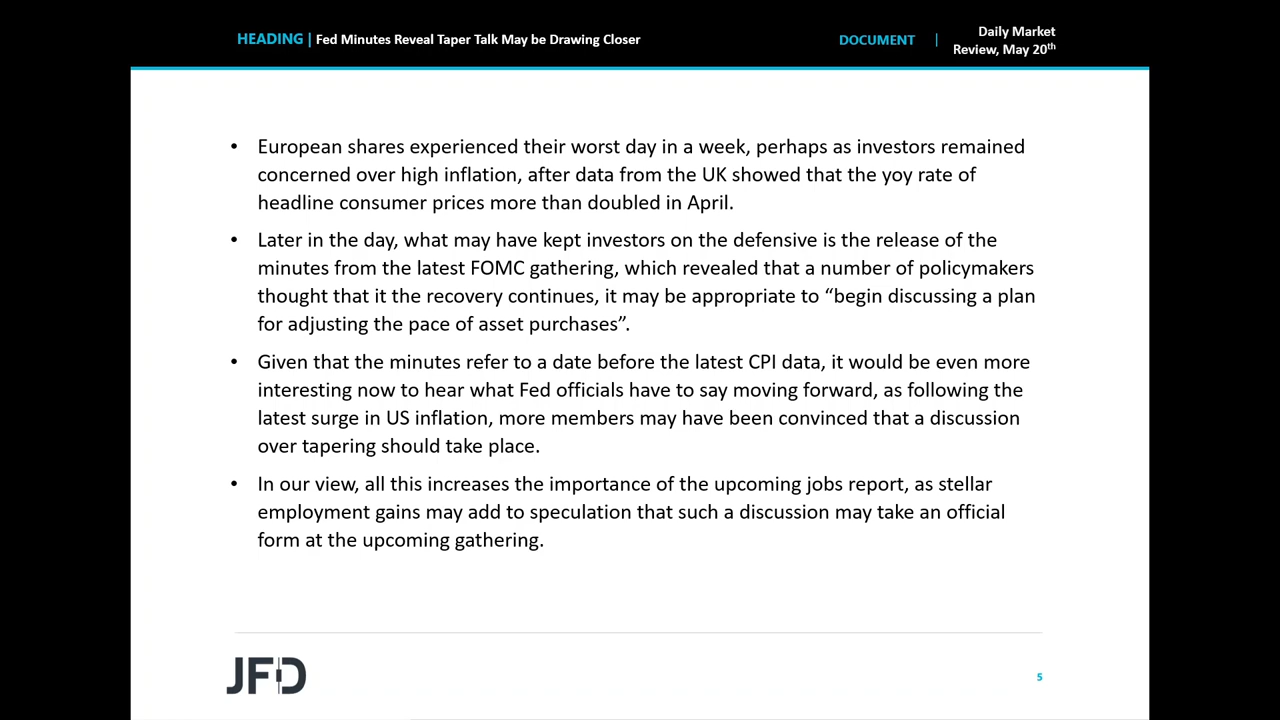 HEADING | Fed Minutes Reveal Taper Talk May be Drawing Closer
DOCUMENT |
Daily Market
Review, May 20th
• European shares experienced their worst day in a week, perhaps as investors remained
concerned over high inflation, after data from the UK showed that the yoy rate of
headline consumer prices more than doubled in April.
• Later in the day, what may have kept investors on the defensive is the release of the
minutes from the latest FOMC gathering, which revealed that a number of policymakers
thought that it the recovery continues, it may be appropriate to “begin discussing a plan
for adjusting the pace of asset purchases”.
• Given that the minutes refer to a date before the latest CPI data, it would be even more
interesting now to hear what Fed officials have to say moving forward, as following the
latest surge in US inflation, more members may have been convinced that a discussion
over tapering should take place.
• In our view, all this increases the importance of the upcoming jobs report, as stellar
employment gains may add to speculation that such a discussion may take an official
form at the upcoming gathering.
JFD
5